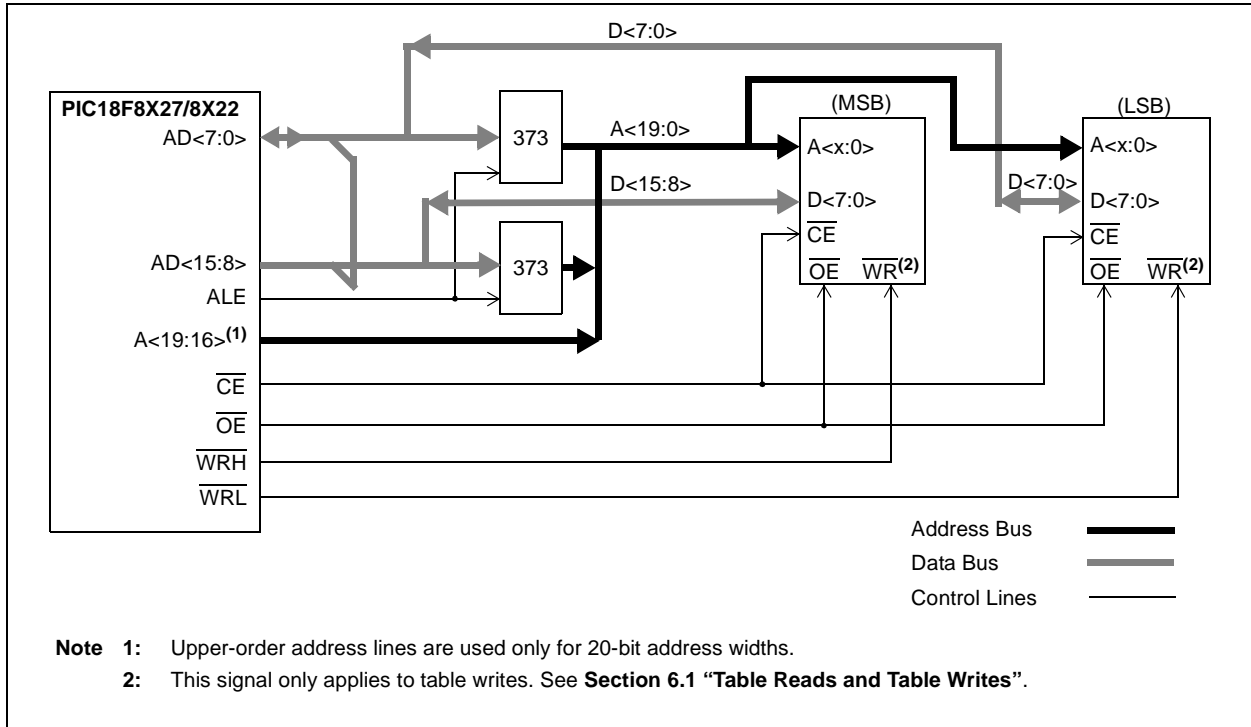 D<7:0>
PIC18F8X27/8X22
AD<7:0>
373
A<19:0>
(MSB)
(LSB)
A<x:0>
A<x:0>
D<15:8>
D<7:0>
D<7:0>
D<7:0>
CE
CE
AD<15:8>
373
OE WR(2)
OE WR(2)
ALE
A<19:16>(1)
CE
OE
WRH
WRL
Address Bus
Data Bus
Control Lines
Note 1: Upper-order address lines are used only for 20-bit address widths.
2: This signal only applies to table writes. See Section 6.1 “Table Reads and Table Writes”.